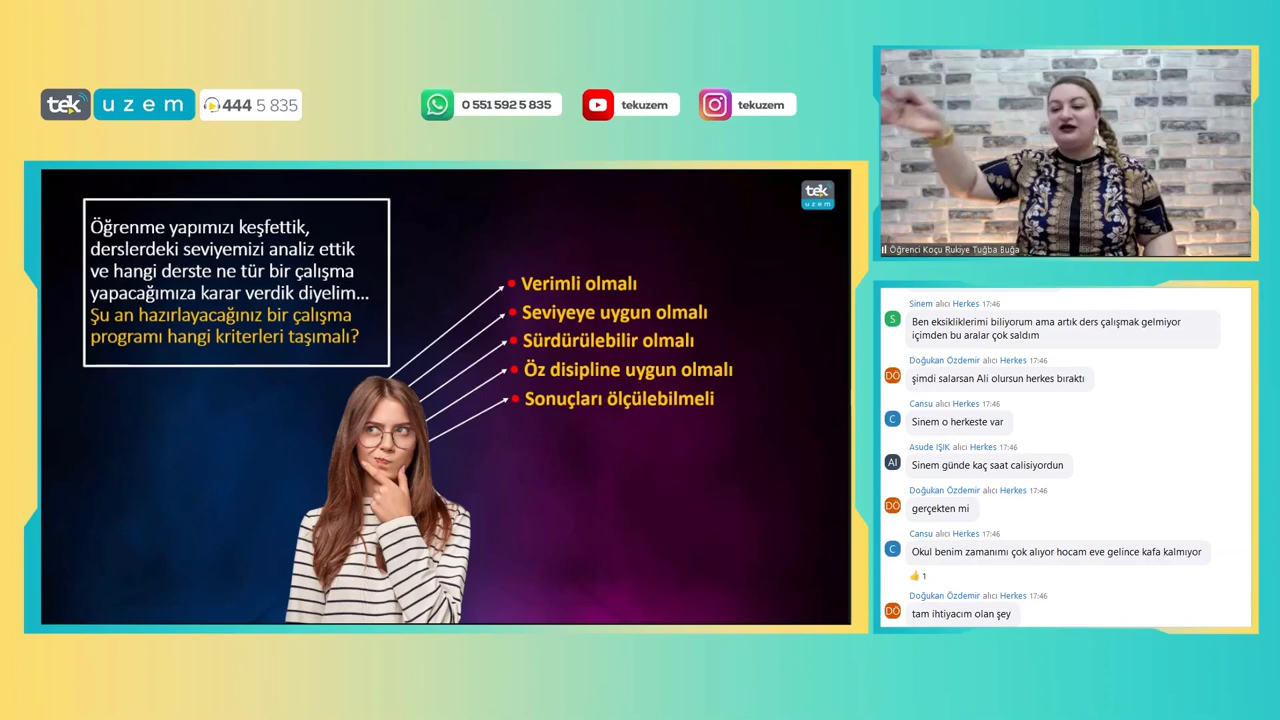 tek uzem 444 5 835
0 551 592 5 835
tekuzem
tekuzem
tek
uzem
Öğrenme yapımızı keşfettik,
derslerdeki seviyemizi analiz ettik
ve hangi derste ne tür bir çalışma
yapacağımıza karar verdik diyelim...
Şu an hazırlayacağınız bir çalışma
programı hangi kriterleri taşımalı?
Verimli olmalı
Seviyeye uygun olmalı
Sürdürülebilir olmalı
Öz disipline uygun olmalı
Sonuçları ölçülebilmeli
Öğrenci Koçu Rukiye Tuğba Buğa
Sinem alıcı Herkes 17:46
S
Ben eksikliklerimi biliyorum ama artık ders çalışmak gelmiyor
içimden bu aralar çok saldım
Doğukan Özdemir alıcı Herkes 17:46
DÖ
şimdi salarsan Ali olursun herkes bıraktı
Cansu alıcı Herkes 17:46
C
Sinem o herkeste var
Asude IŞIK alıcı Herkes 17:46
AI
Sinem günde kaç saat calisiyordun
Doğukan Özdemir alıcı Herkes 17:46
DÖ
gerçekten mi
Cansu alıcı Herkes 17:46
C
Okul benim zamanımı çok alıyor hocam eve gelince kafa kalmıyor
1
Doğukan Özdemir alıcı Herkes 17:46
DÖ
tam ihtiyacım olan şey